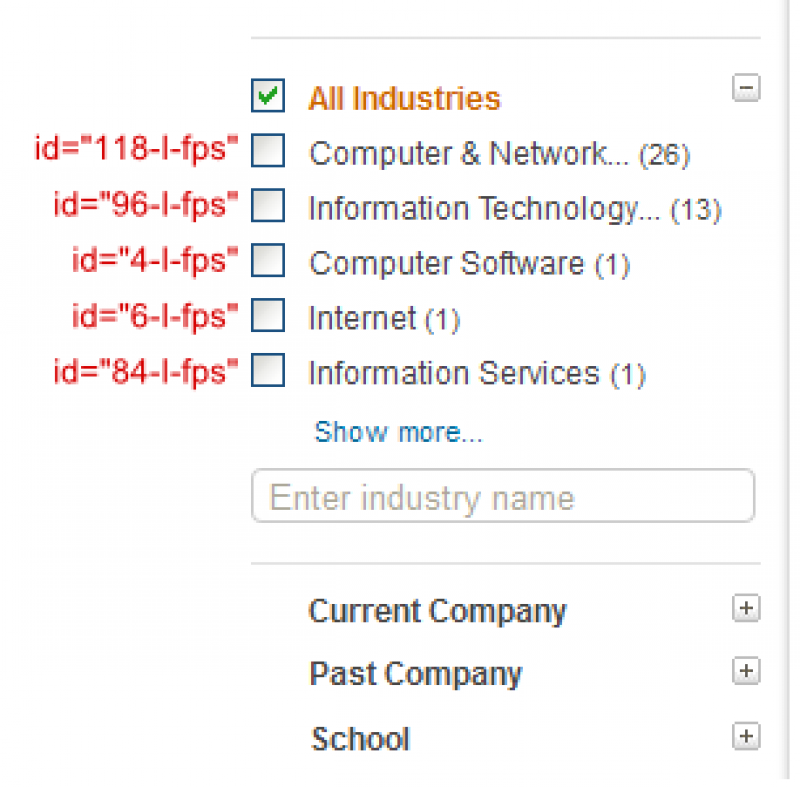 All Industries
id="118-I-fps" Computer & Network... (26)
id="96-I-fps" Information Technology... (13)
id="4-I-fps" Computer Software (1)
id="6-I-fps" Internet (1)
id="84-I-fps" Information Services (1)
Show more...
Enter industry name
Current Company
Past Company
School